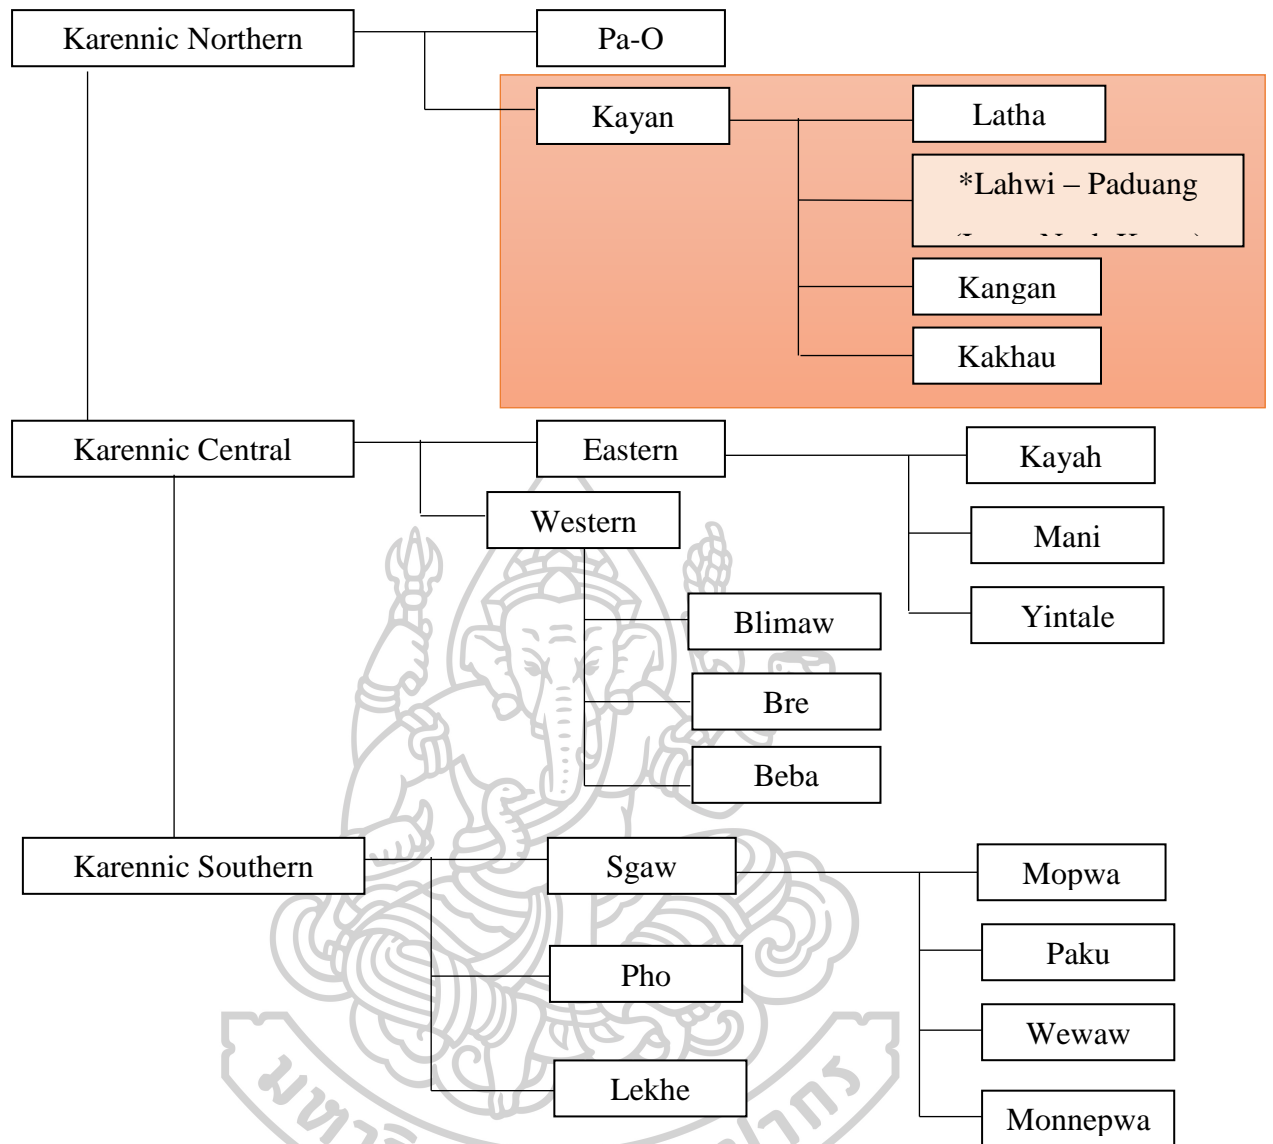 Karennic Northern
Pa-O
Kayan
Latha
*Lahwi – Paduang
Kangan
Kakhau
Karennic Central
Eastern
Kayah
Western
Mani
Yintale
Blimaw
Bre
Beba
Karennic Southern
Sgaw
Mopwa
Paku
Pho
Wewaw
Lekhe
Monnepwa